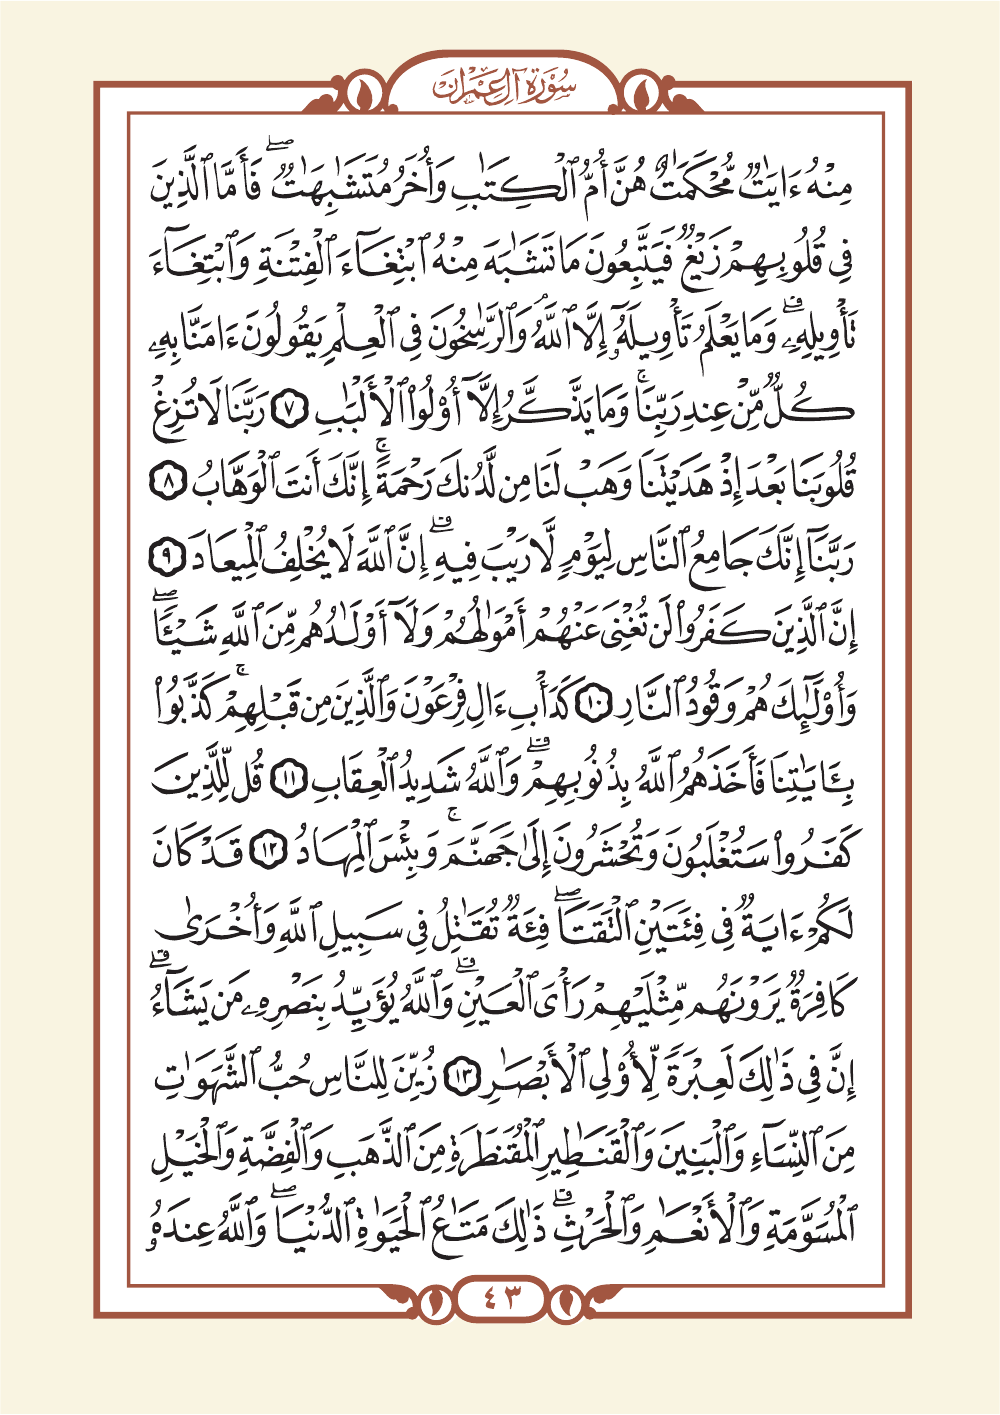 سُورَةُ آلِ عِمْرَانَ
مِنْهُ ءَايَٰتٌ مُّحْكَمَٰتٌ هُنَّ أُمُّ ٱلْكِتَٰبِ وَأُخَرُ مُتَشَٰبِهَٰتٌ ۖ فَأَمَّا ٱلَّذِينَ
فِى قُلُوبِهِمْ زَيْغٌ فَيَتَّبِعُونَ مَا تَشَٰبَهَ مِنْهُ ٱبْتِغَآءَ ٱلْفِتْنَةِ وَٱبْتِغَآءَ
تَأْوِيلِهِۦ ۗ وَمَا يَعْلَمُ تَأْوِيلَهُۥٓ إِلَّا ٱللَّهُ ۗ وَٱلرَّٰسِخُونَ فِى ٱلْعِلْمِ يَقُولُونَ ءَامَنَّا بِهِۦ
كُلٌّ مِّنْ عِندِ رَبِّنَا ۚ وَمَا يَذَّكَّرُ إِلَّآ أُو۟لُوا۟ ٱلْأَلْبَٰبِ ٧ رَبَّنَا لَا تُزِغْ
قُلُوبَنَا بَعْدَ إِذْ هَدَيْتَنَا وَهَبْ لَنَا مِن لَّدُنكَ رَحْمَةً ۚ إِنَّكَ أَنتَ ٱلْوَهَّابُ ٨
رَبَّنَآ إِنَّكَ جَامِعُ ٱلنَّاسِ لِيَوْمٍ لَّا رَيْبَ فِيهِ ۚ إِنَّ ٱللَّهَ لَا يُخْلِفُ ٱلْمِيعَادَ ٩
إِنَّ ٱلَّذِينَ كَفَرُوا۟ لَن تُغْنِىَ عَنْهُمْ أَمْوَٰلُهُمْ وَلَآ أَوْلَٰدُهُم مِّنَ ٱللَّهِ شَيْـًٔا ۖ
وَأُو۟لَٰٓئِكَ هُمْ وَقُودُ ٱلنَّارِ ١٠ كَدَأْبِ ءَالِ فِرْعَوْنَ وَٱلَّذِينَ مِن قَبْلِهِمْ ۚ كَذَّبُوا۟
بِـَٔايَٰتِنَا فَأَخَذَهُمُ ٱللَّهُ بِذُنُوبِهِمْ ۗ وَٱللَّهُ شَدِيدُ ٱلْعِقَابِ ١١ قُل لِّلَّذِينَ
كَفَرُوا۟ سَتُغْلَبُونَ وَتُحْشَرُونَ إِلَىٰ جَهَنَّمَ ۚ وَبِئْسَ ٱلْمِهَادُ ١٢ قَدْ كَانَ
لَكُمْ ءَايَةٌ فِى فِئَتَيْنِ ٱلْتَقَتَا ۖ فِئَةٌ تُقَٰتِلُ فِى سَبِيلِ ٱللَّهِ وَأُخْرَىٰ
كَافِرَةٌ يَرَوْنَهُم مِّثْلَيْهِمْ رَأْىَ ٱلْعَيْنِ ۚ وَٱللَّهُ يُؤَيِّدُ بِنَصْرِهِۦ مَن يَشَآءُ ۗ
إِنَّ فِى ذَٰلِكَ لَعِبْرَةً لِّأُو۟لِى ٱلْأَبْصَٰرِ ١٣ زُيِّنَ لِلنَّاسِ حُبُّ ٱلشَّهَوَٰتِ
مِنَ ٱلنِّسَآءِ وَٱلْبَنِينَ وَٱلْقَنَٰطِيرِ ٱلْمُقَنطَرَةِ مِنَ ٱلذَّهَبِ وَٱلْفِضَّةِ وَٱلْخَيْلِ
ٱلْمُسَوَّمَةِ وَٱلْأَنْعَٰمِ وَٱلْحَرْثِ ۗ ذَٰلِكَ مَتَٰعُ ٱلْحَيَوٰةِ ٱلدُّنْيَا ۖ وَٱللَّهُ عِندَهُۥ
٤٣